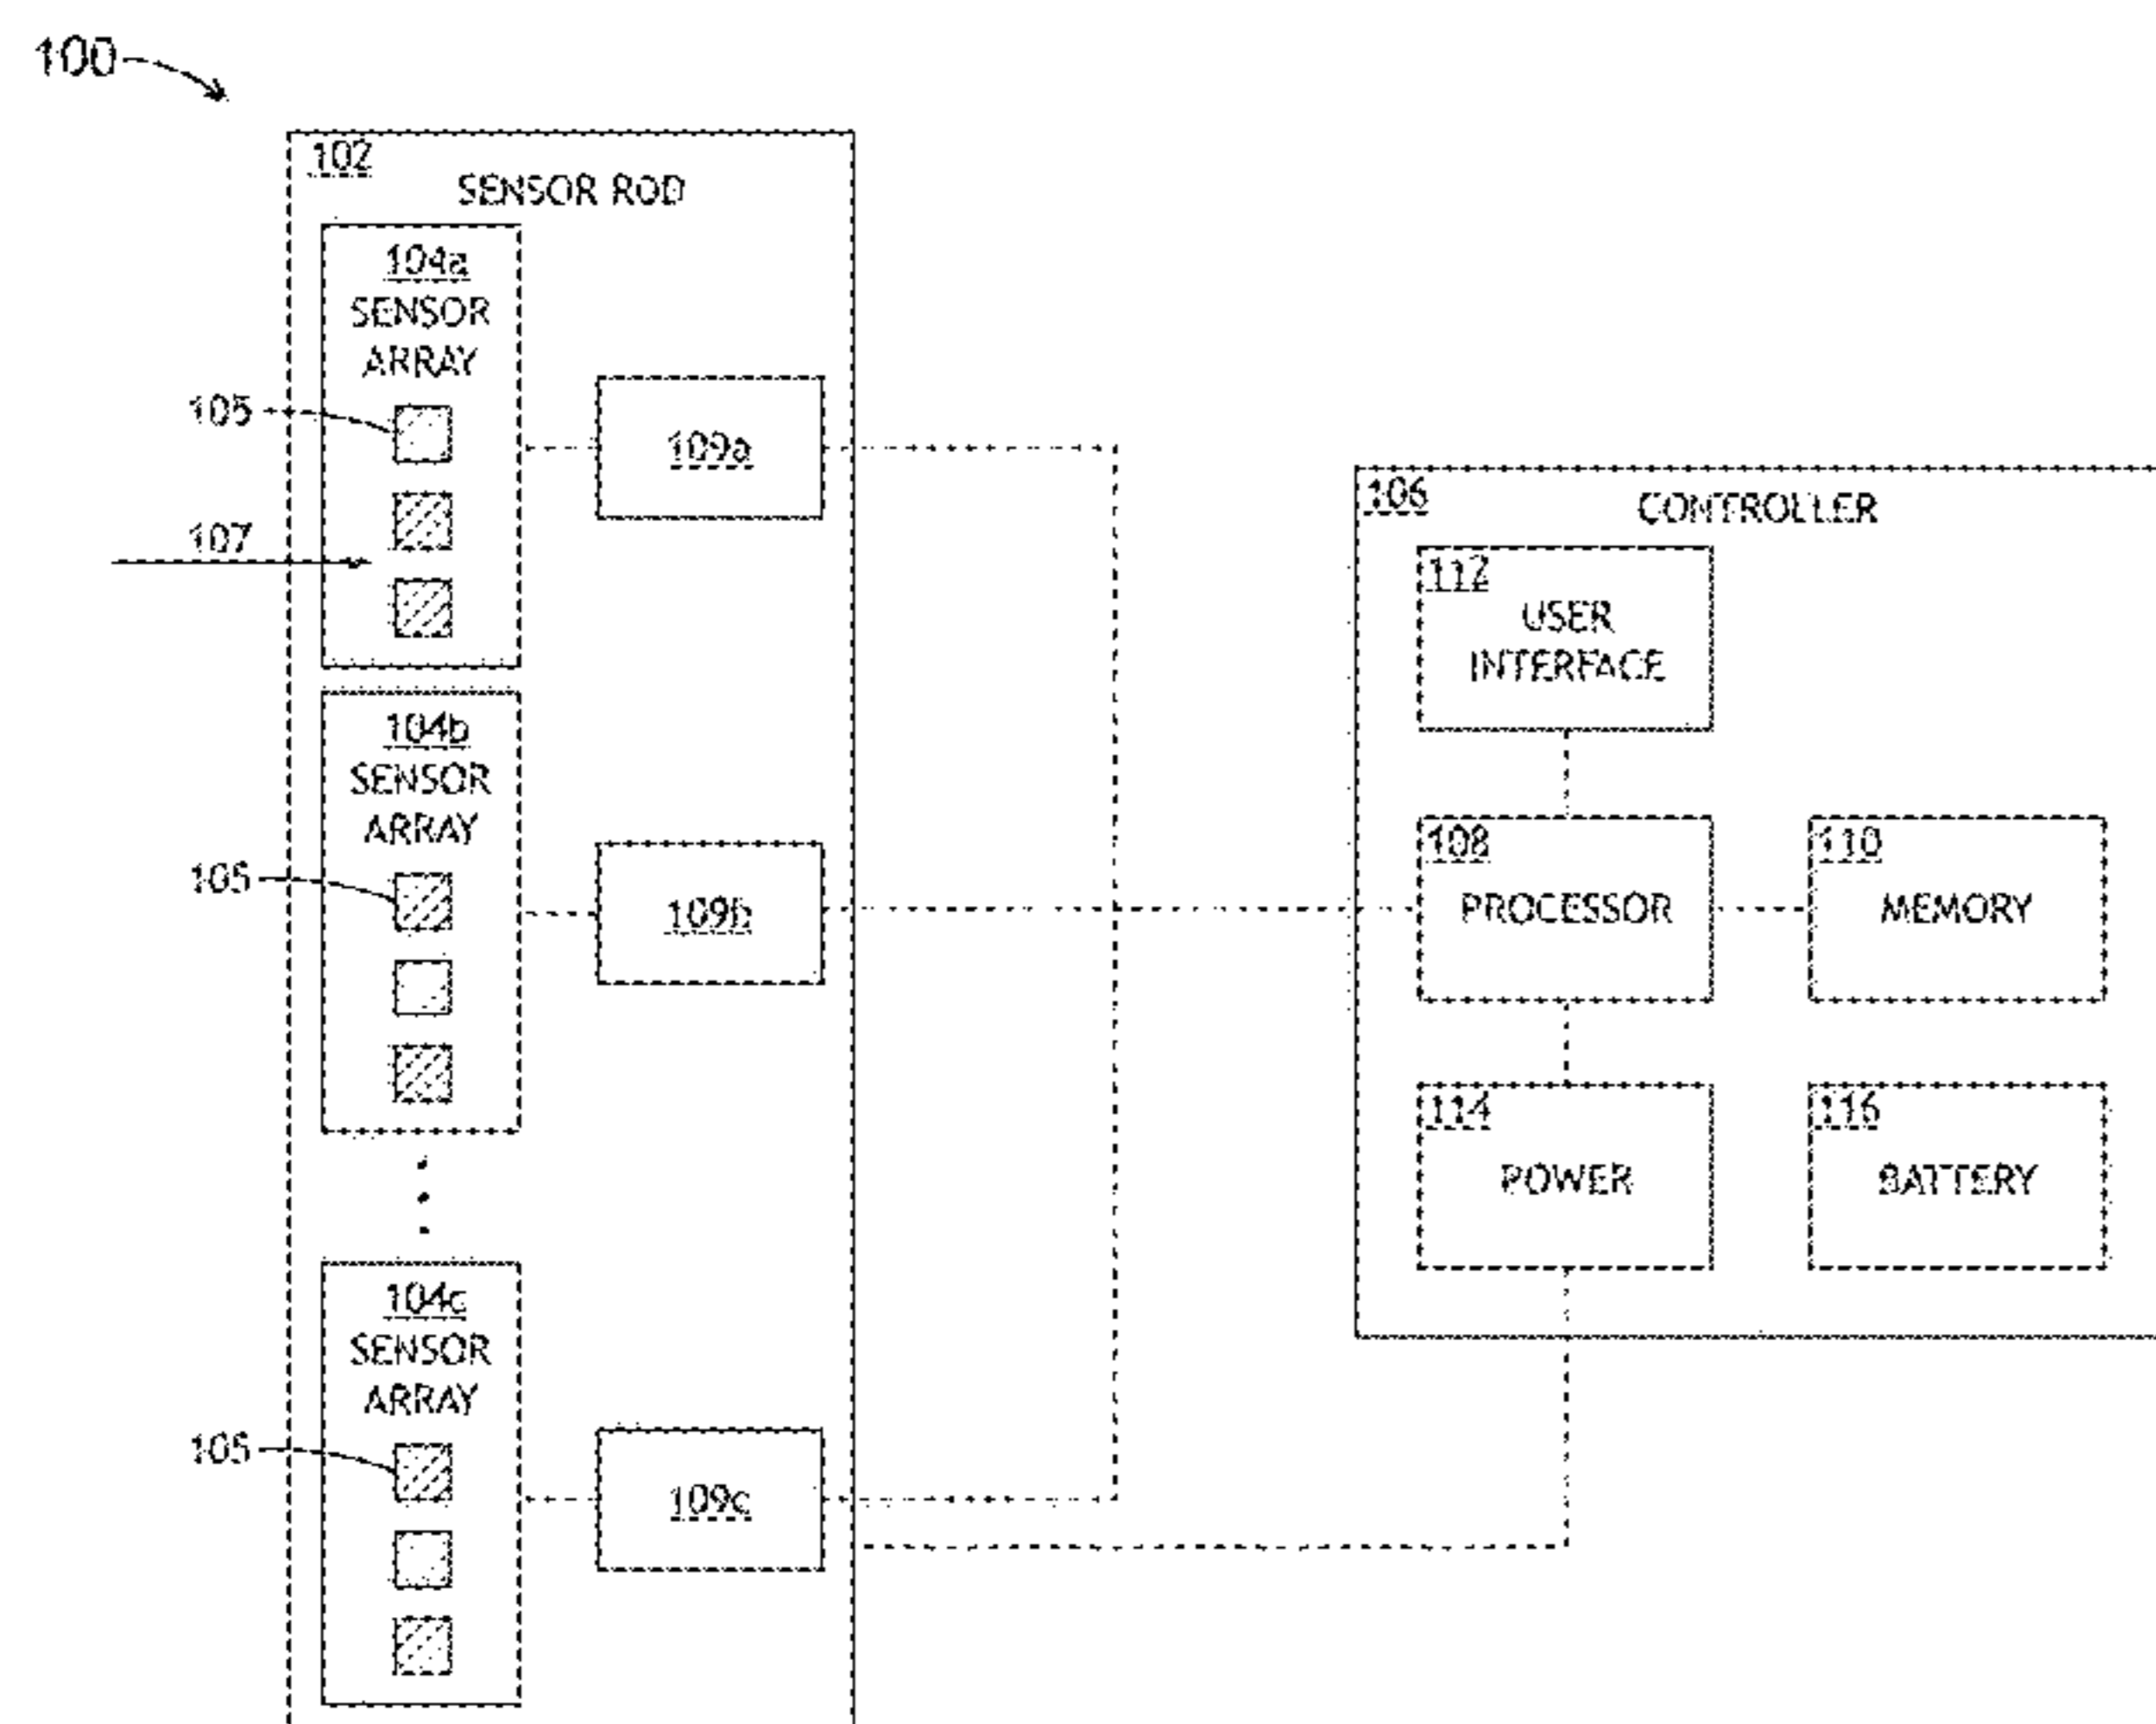 100
102
SENSOR ROD
104a
SENSOR
ARRAY
105
107
109a
104b
SENSOR
ARRAY
105
109b
104c
SENSOR
ARRAY
105
109c
106
CONTROLLER
112
USER
INTERFACE
108
PROCESSOR
110
MEMORY
114
POWER
116
BATTERY